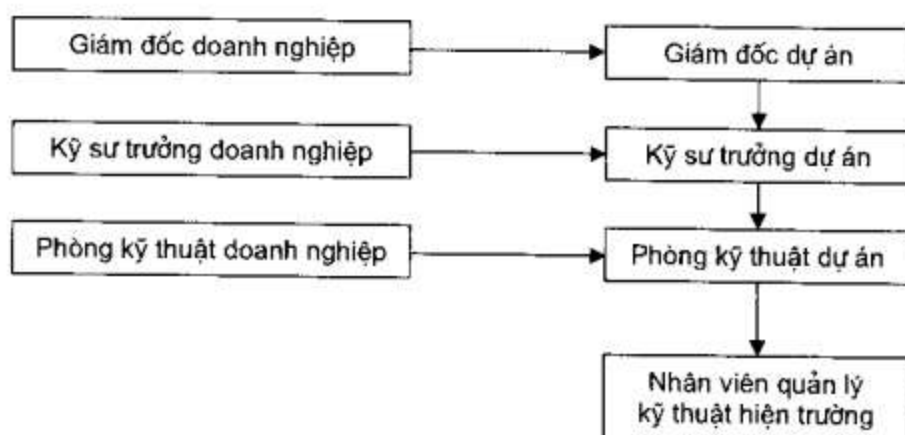 Giám đốc doanh nghiệp
Giám đốc dự án
Kỹ sư trưởng doanh nghiệp
Kỹ sư trưởng dự án
Phòng kỹ thuật doanh nghiệp
Phòng kỹ thuật dự án
Nhân viên quản lý
kỹ thuật hiện trường